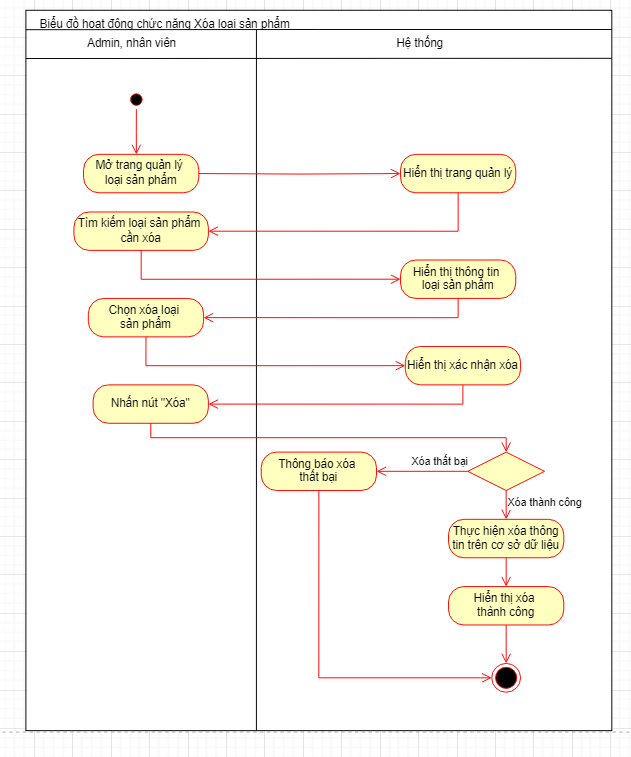 Biểu đồ hoạt động chức năng Xóa loại sản phẩm
Admin, nhân viên
Hệ thống
Mở trang quản lý
loại sản phẩm
Hiển thị trang quản lý
Tìm kiếm loại sản phẩm
cần xóa
Hiển thị thông tin
loại sản phẩm
Chọn xóa loại
sản phẩm
Hiển thị xác nhận xóa
Nhấn nút "Xóa"
Xóa thất bại
Thông báo xóa
thất bại
Xóa thành công
Thực hiện xóa thông
tin trên cơ sở dữ liệu
Hiển thị xóa
thành công